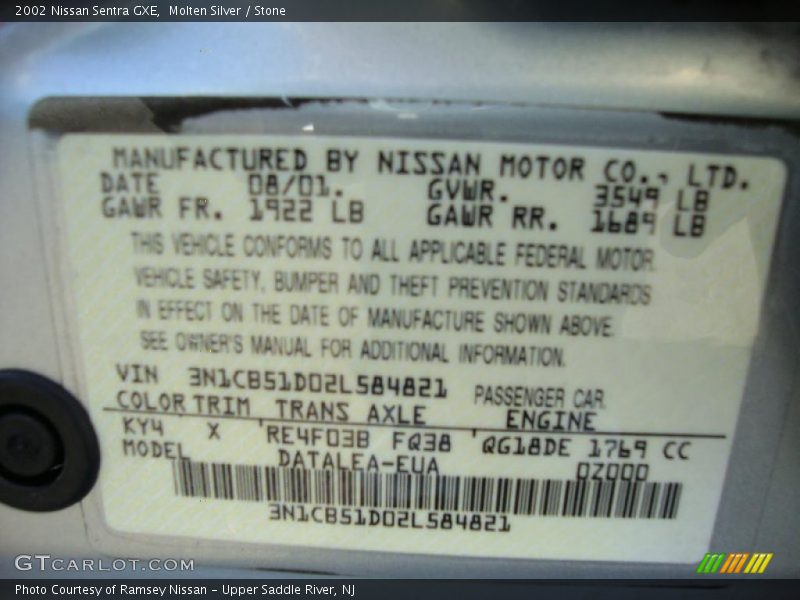 2002 Nissan Sentra GXE,  Molten Silver / Stone
MANUFACTURED BY NISSAN MOTOR CO., LTD.
DATE 08/01. GVWR. 3549 LB
GAWR FR. 1922 LB GAWR RR. 1689 LB
THIS VEHICLE CONFORMS TO ALL APPLICABLE FEDERAL MOTOR
VEHICLE SAFETY, BUMPER AND THEFT PREVENTION STANDARDS
IN EFFECT ON THE DATE OF MANUFACTURE SHOWN ABOVE.
SEE OWNER'S MANUAL FOR ADDITIONAL INFORMATION.
VIN 3N1CB51D02L584821 PASSENGER CAR
COLOR TRIM TRANS AXLE ENGINE
KY4 X 'RE4F03B FQ38 'QG18DE 1769 CC
MODEL DATALEA-EUA 0Z000
3N1CB51D02L584821
GTCARLOT.COM
Photo Courtesy of Ramsey Nissan - Upper Saddle River, NJ